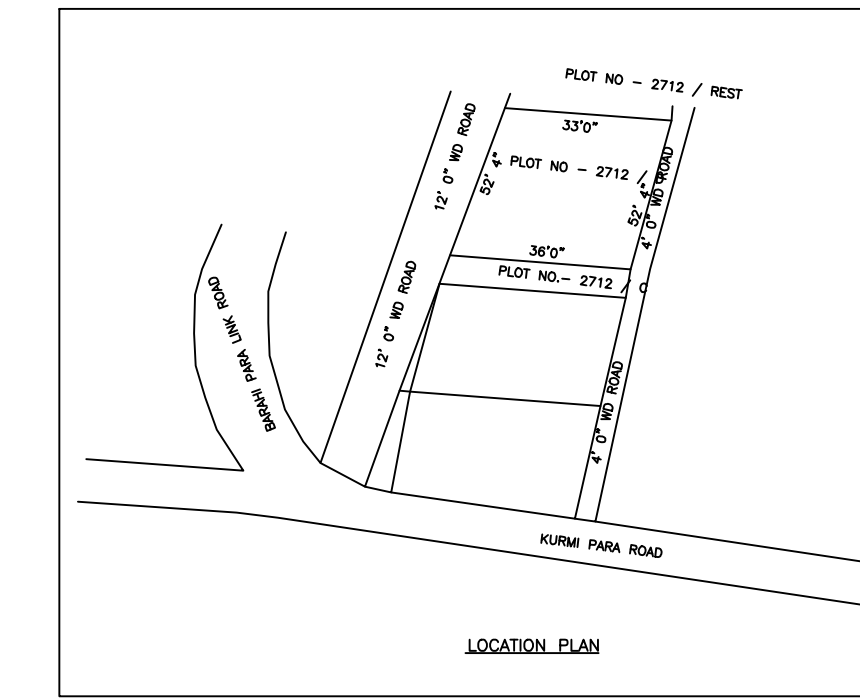 PLOT NO - 2712 / REST
12' 0" WD ROAD
33'0"
52' 4"
PLOT NO - 2712 /
52' 4"
4' 0" WD ROAD
36'0"
PLOT NO.- 2712 / C
12' 0" WD ROAD
BARAHI PARA LINK ROAD
4' 0" WD ROAD
KURMI PARA ROAD
LOCATION PLAN